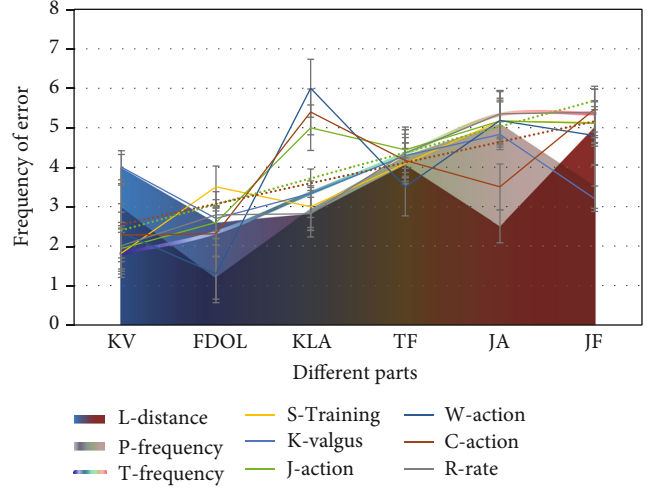 8
7
6
5
4
3
2
1
0
Frequency of error
KV FDOL KLA TF JA JF
Different parts
L-distance S-Training W-action
P-frequency K-valgus C-action
T-frequency J-action R-rate